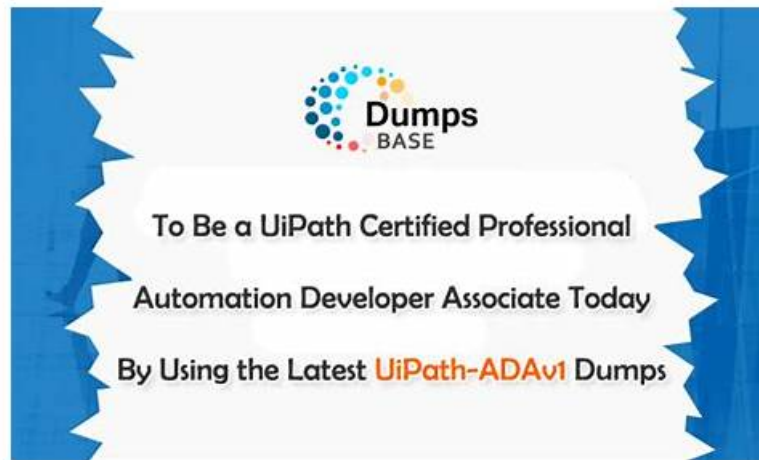 Dumps
BASE
To Be a UiPath Certified Professional
Automation Developer Associate Today
By Using the Latest UiPath-ADAv1 Dumps